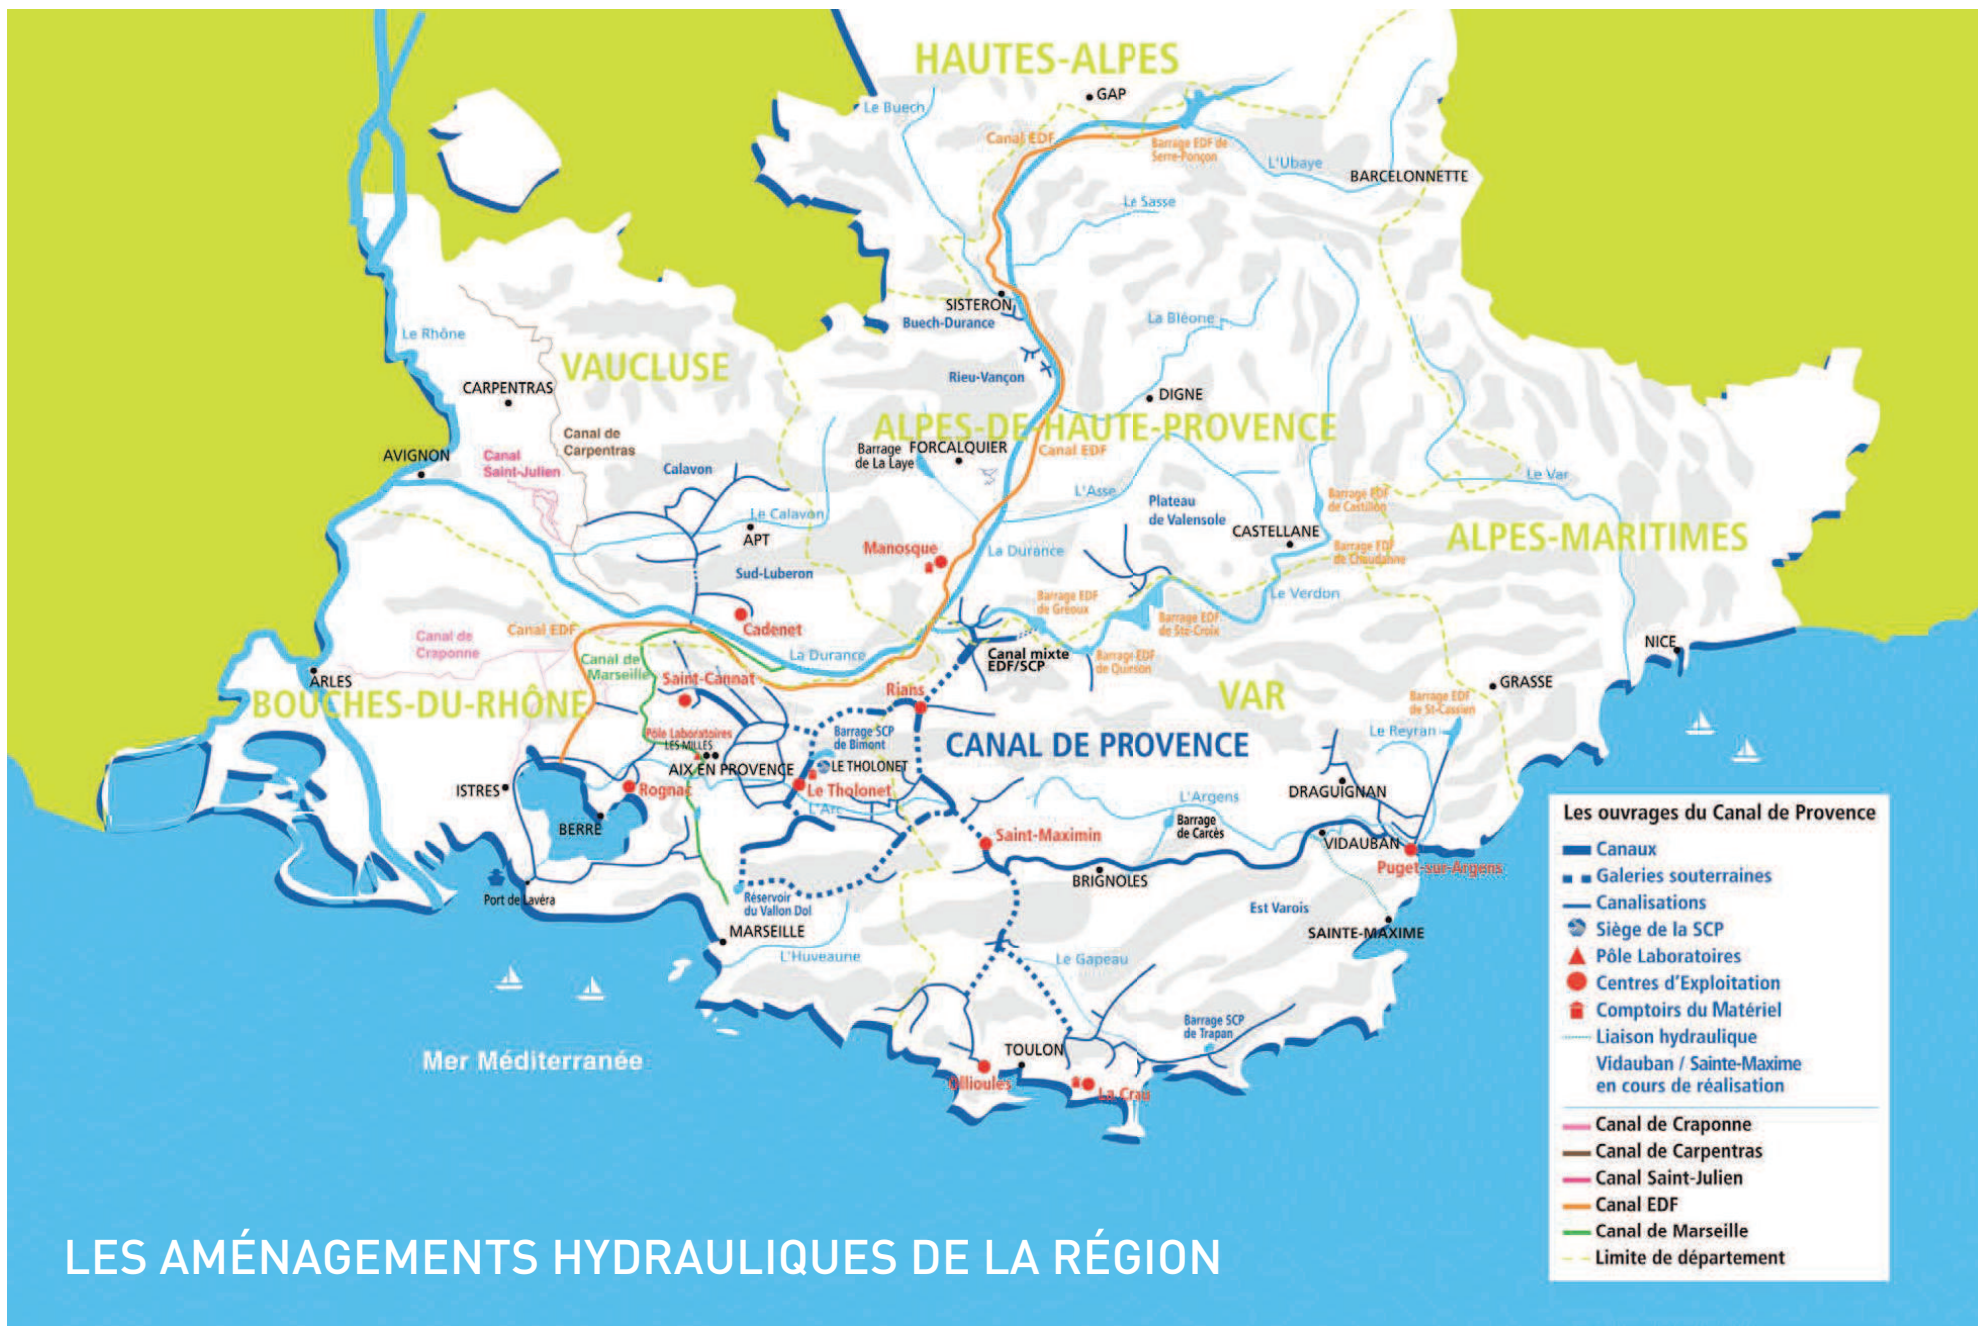 HAUTES-ALPES
GAP
Le Buech
Canal EDF
Barrage EDF de
Serre-Ponçon
L'Ubaye
BARCELONNETTE
Le Sasse
SISTERON
Buech-Durance
La Bléone
Le Rhône
VAUCLUSE
Rieu-Vançon
CARPENTRAS
DIGNE
ALPES-DE-HAUTE-PROVENCE
Canal de
Carpentras
AVIGNON
Canal
Saint-Julien
Calavon
Barrage
de La Laye
FORCALQUIER
Canal EDF
Le Var
L'Asse
Plateau
de Valensole
Barrage EDF
de Castillon
Le Calavon
APT
CASTELLANE
ALPES-MARITIMES
Manosque
La Durance
Barrage EDF
de Chaudanne
Sud-Luberon
Le Verdon
Barrage EDF
de Gréoux
Barrage EDF
de Ste-Croix
Cadenet
Canal EDF
Canal de
Craponne
La Durance
Canal mixte
EDF/SCP
Barrage EDF
de Quinson
NICE
Canal de
Marseille
Saint-Cannat
ARLES
BOUCHES-DU-RHÔNE
Rians
VAR
GRASSE
Barrage EDF
de St-Cassien
Pôle Laboratoires
LES MILLES
Barrage SCP
de Bimont
CANAL DE PROVENCE
Le Reyran
AIX EN PROVENCE
LE THOLONET
ISTRES
Rognac
Le Tholonet
L'Arc
L'Argens
DRAGUIGNAN
BERRE
Saint-Maximin
Barrage
de Carcès
VIDAUBAN
Puget-sur-Argens
BRIGNOLES
Port de Lavéra
Réservoir
du Vallon Dol
Est Varois
MARSEILLE
SAINTE-MAXIME
L'Huveaune
Le Gapeau
Barrage SCP
de Trapan
TOULON
Ollioules
La Crau
Mer Méditerranée
Les ouvrages du Canal de Provence
Canaux
Galeries souterraines
Canalisations
Siège de la SCP
Pôle Laboratoires
Centres d'Exploitation
Comptoirs du Matériel
Liaison hydraulique
Vidauban / Sainte-Maxime
en cours de réalisation
Canal de Craponne
Canal de Carpentras
Canal Saint-Julien
Canal EDF
Canal de Marseille
Limite de département
LES AMÉNAGEMENTS HYDRAULIQUES DE LA RÉGION